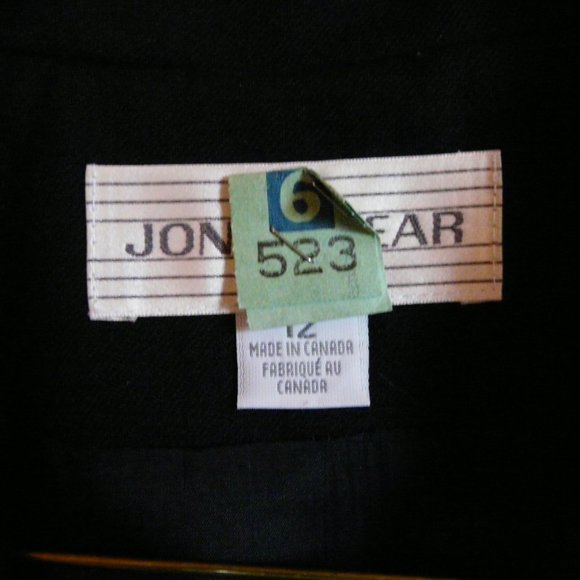 6
JON EAR
523
12
MADE IN CANADA
FABRIQUÉ AU
CANADA